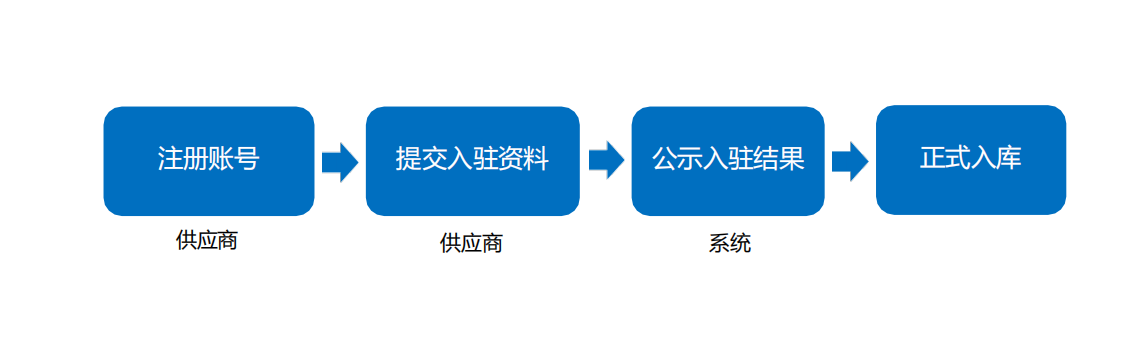 注册账号
提交入驻资料
公示入驻结果
正式入库
供应商
供应商
系统